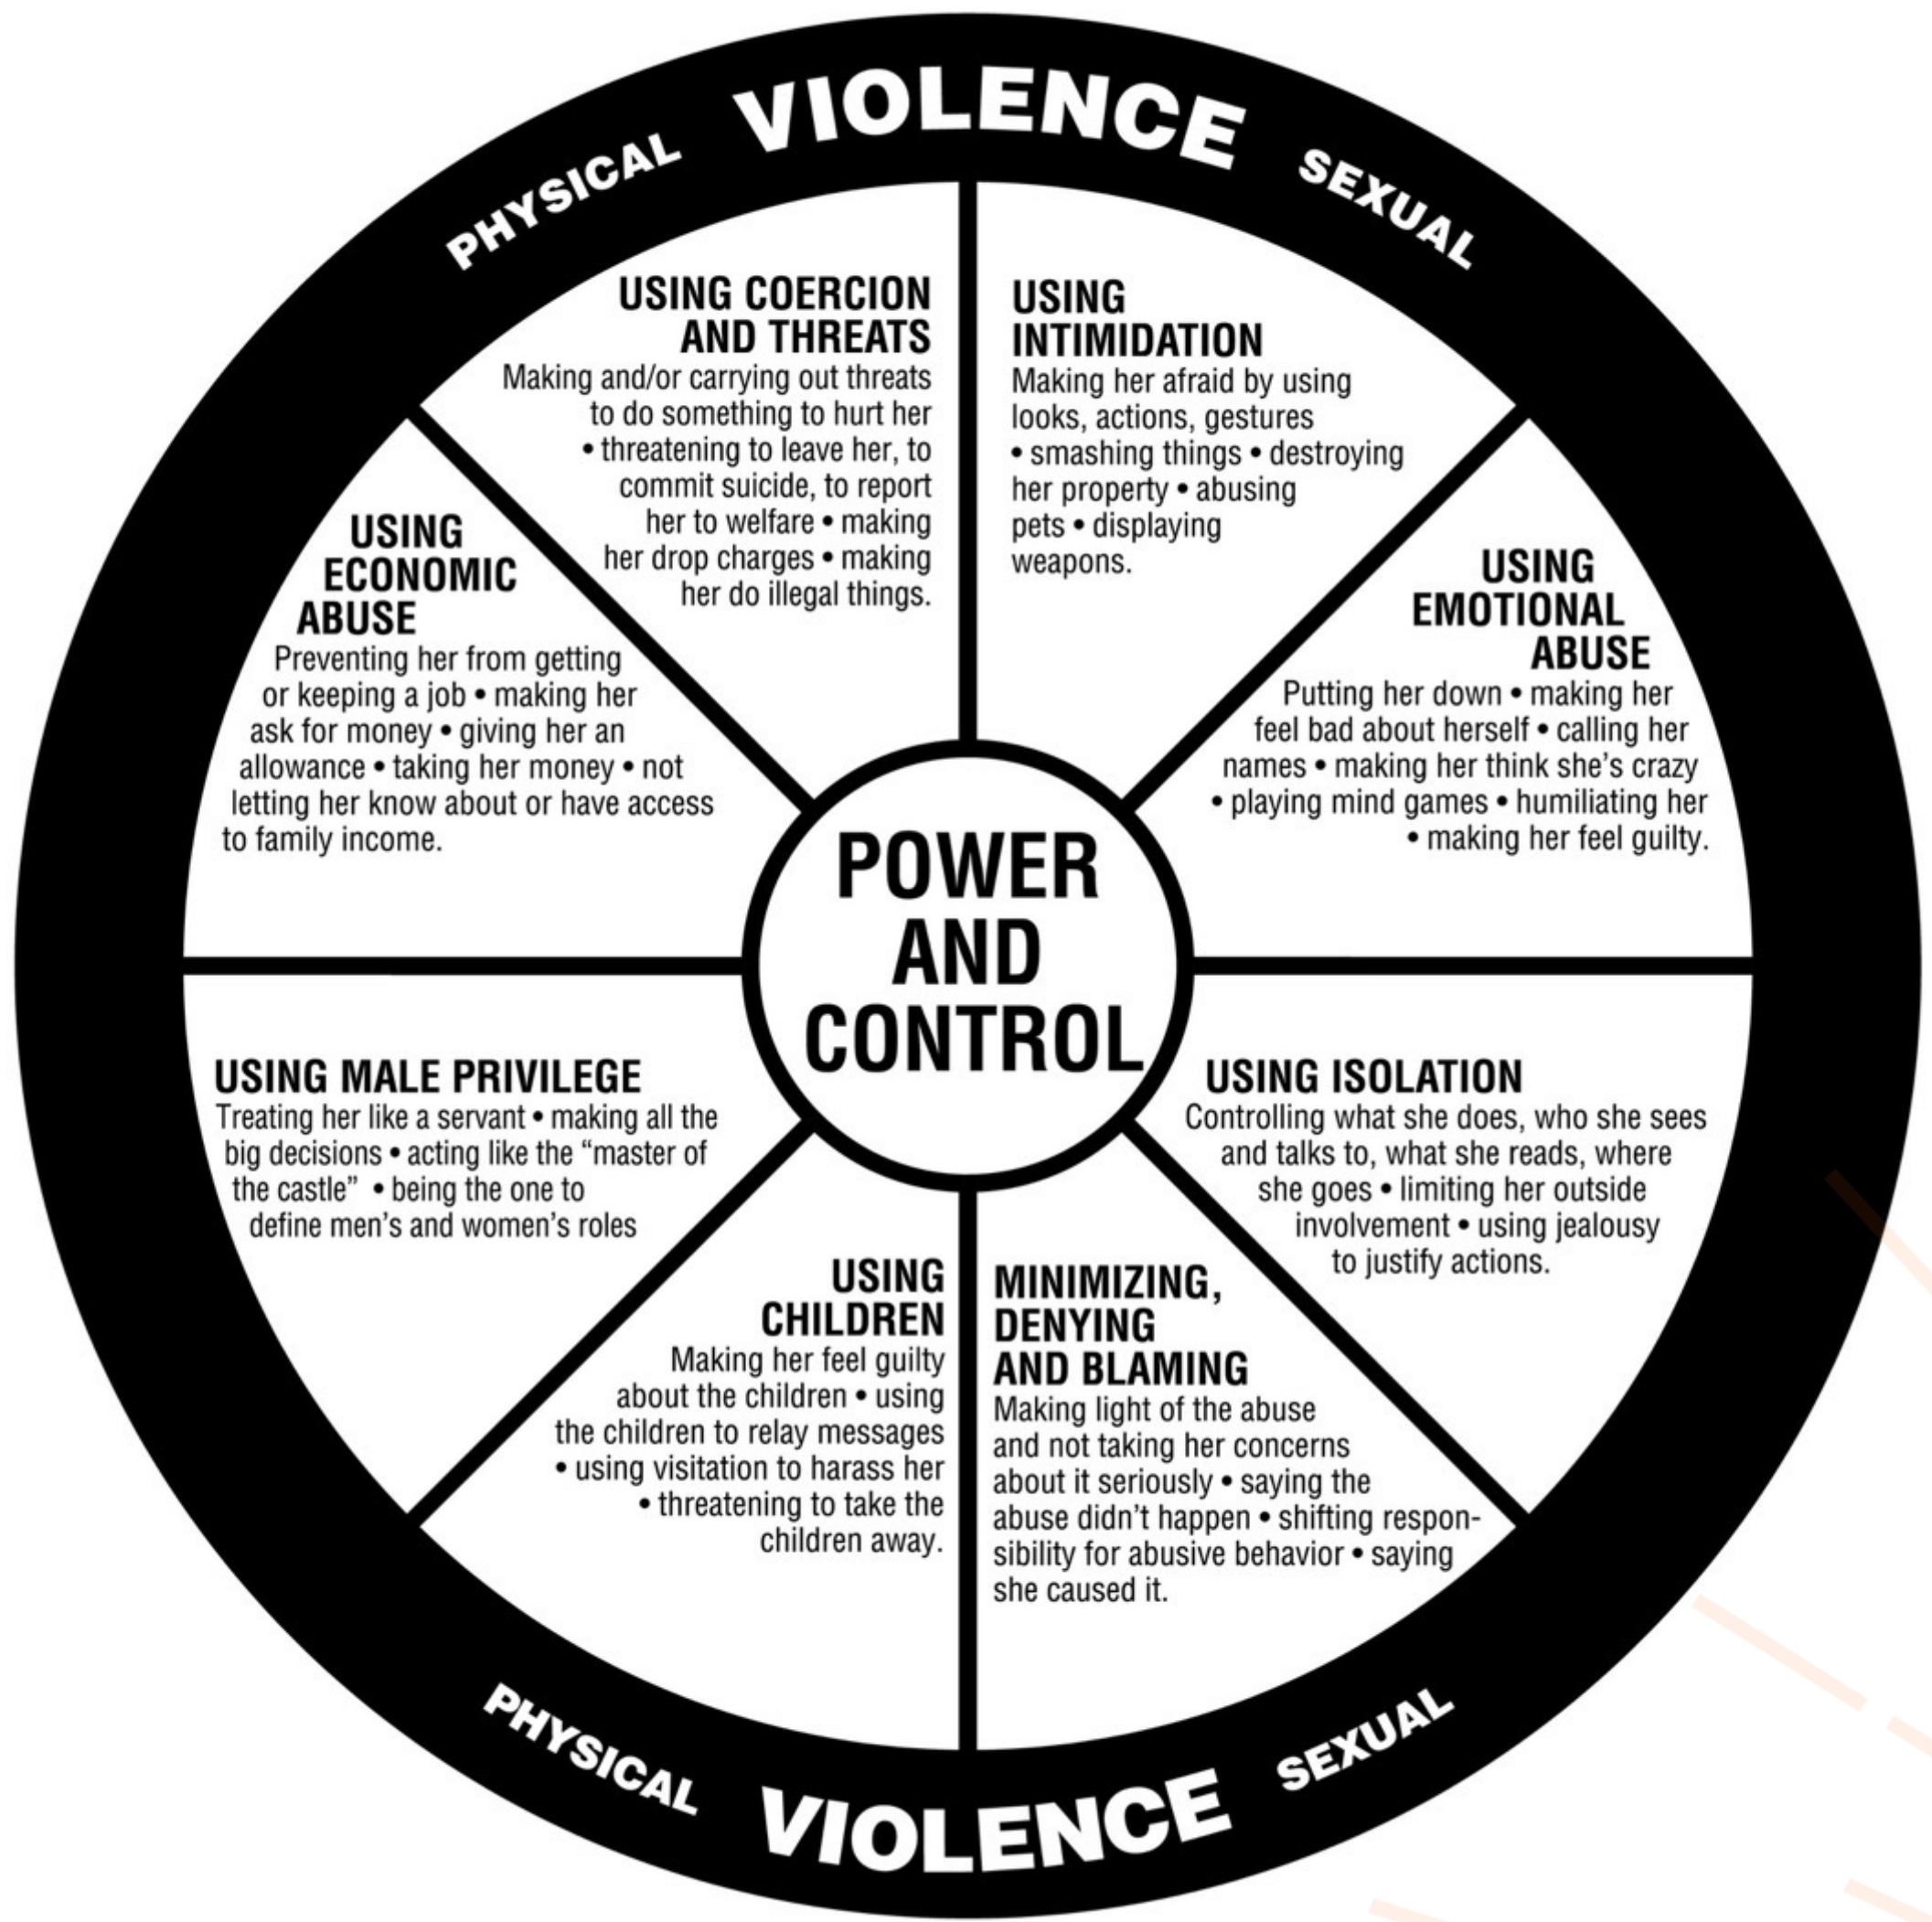 PHYSICAL VIOLENCE SEXUAL
USING COERCION
AND THREATS
Making and/or carrying out threats
to do something to hurt her
• threatening to leave her, to
commit suicide, to report
her to welfare • making
her drop charges • making
her do illegal things.
USING
INTIMIDATION
Making her afraid by using
looks, actions, gestures
• smashing things • destroying
her property • abusing
pets • displaying
weapons.
USING
EMOTIONAL
ABUSE
Putting her down • making her
feel bad about herself • calling her
names • making her think she’s crazy
• playing mind games • humiliating her
• making her feel guilty.
USING ISOLATION
Controlling what she does, who she sees
and talks to, what she reads, where
she goes • limiting her outside
involvement • using jealousy
to justify actions.
MINIMIZING,
DENYING
AND BLAMING
Making light of the abuse
and not taking her concerns
about it seriously • saying the
abuse didn’t happen • shifting respon-
sibility for abusive behavior • saying
she caused it.
USING
CHILDREN
Making her feel guilty
about the children • using
the children to relay messages
• using visitation to harass her
• threatening to take the
children away.
USING MALE PRIVILEGE
Treating her like a servant • making all the
big decisions • acting like the “master of
the castle” • being the one to
define men’s and women’s roles
USING
ECONOMIC
ABUSE
Preventing her from getting
or keeping a job • making her
ask for money • giving her an
allowance • taking her money • not
letting her know about or have access
to family income.
POWER
AND
CONTROL
PHYSICAL VIOLENCE SEXUAL